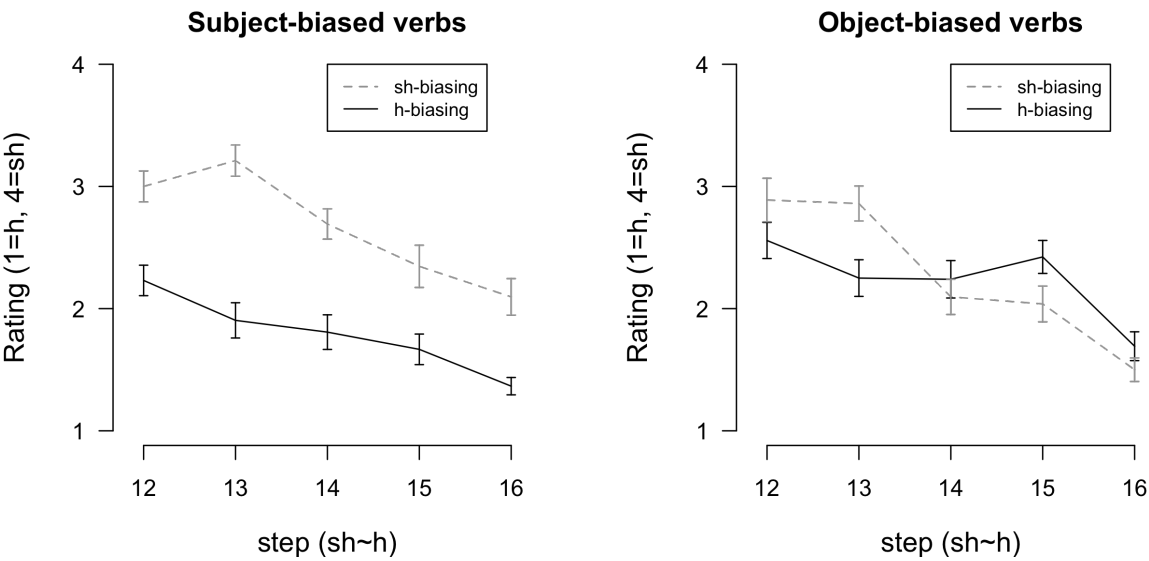 Subject-biased verbs
4
3
2
1
Rating (1=h, 4=sh)
sh-biasing
h-biasing
12 13 14 15 16
step (sh~h)
Object-biased verbs
4
3
2
1
Rating (1=h, 4=sh)
sh-biasing
h-biasing
12 13 14 15 16
step (sh~h)